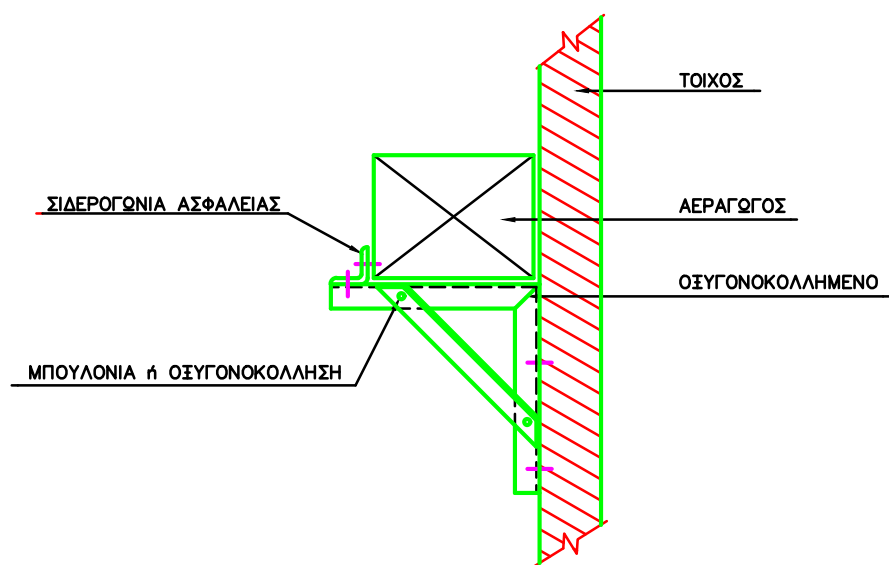 ΤΟΙΧΟΣ
ΣΙΔΕΡΟΓΩΝΙΑ ΑΣΦΑΛΕΙΑΣ
ΑΕΡΑΓΩΓΟΣ
ΟΞΥΓΟΝΟΚΟΛΛΗΜΕΝΟ
ΜΠΟΥΛΟΝΙΑ ή ΟΞΥΓΟΝΟΚΟΛΛΗΣΗ